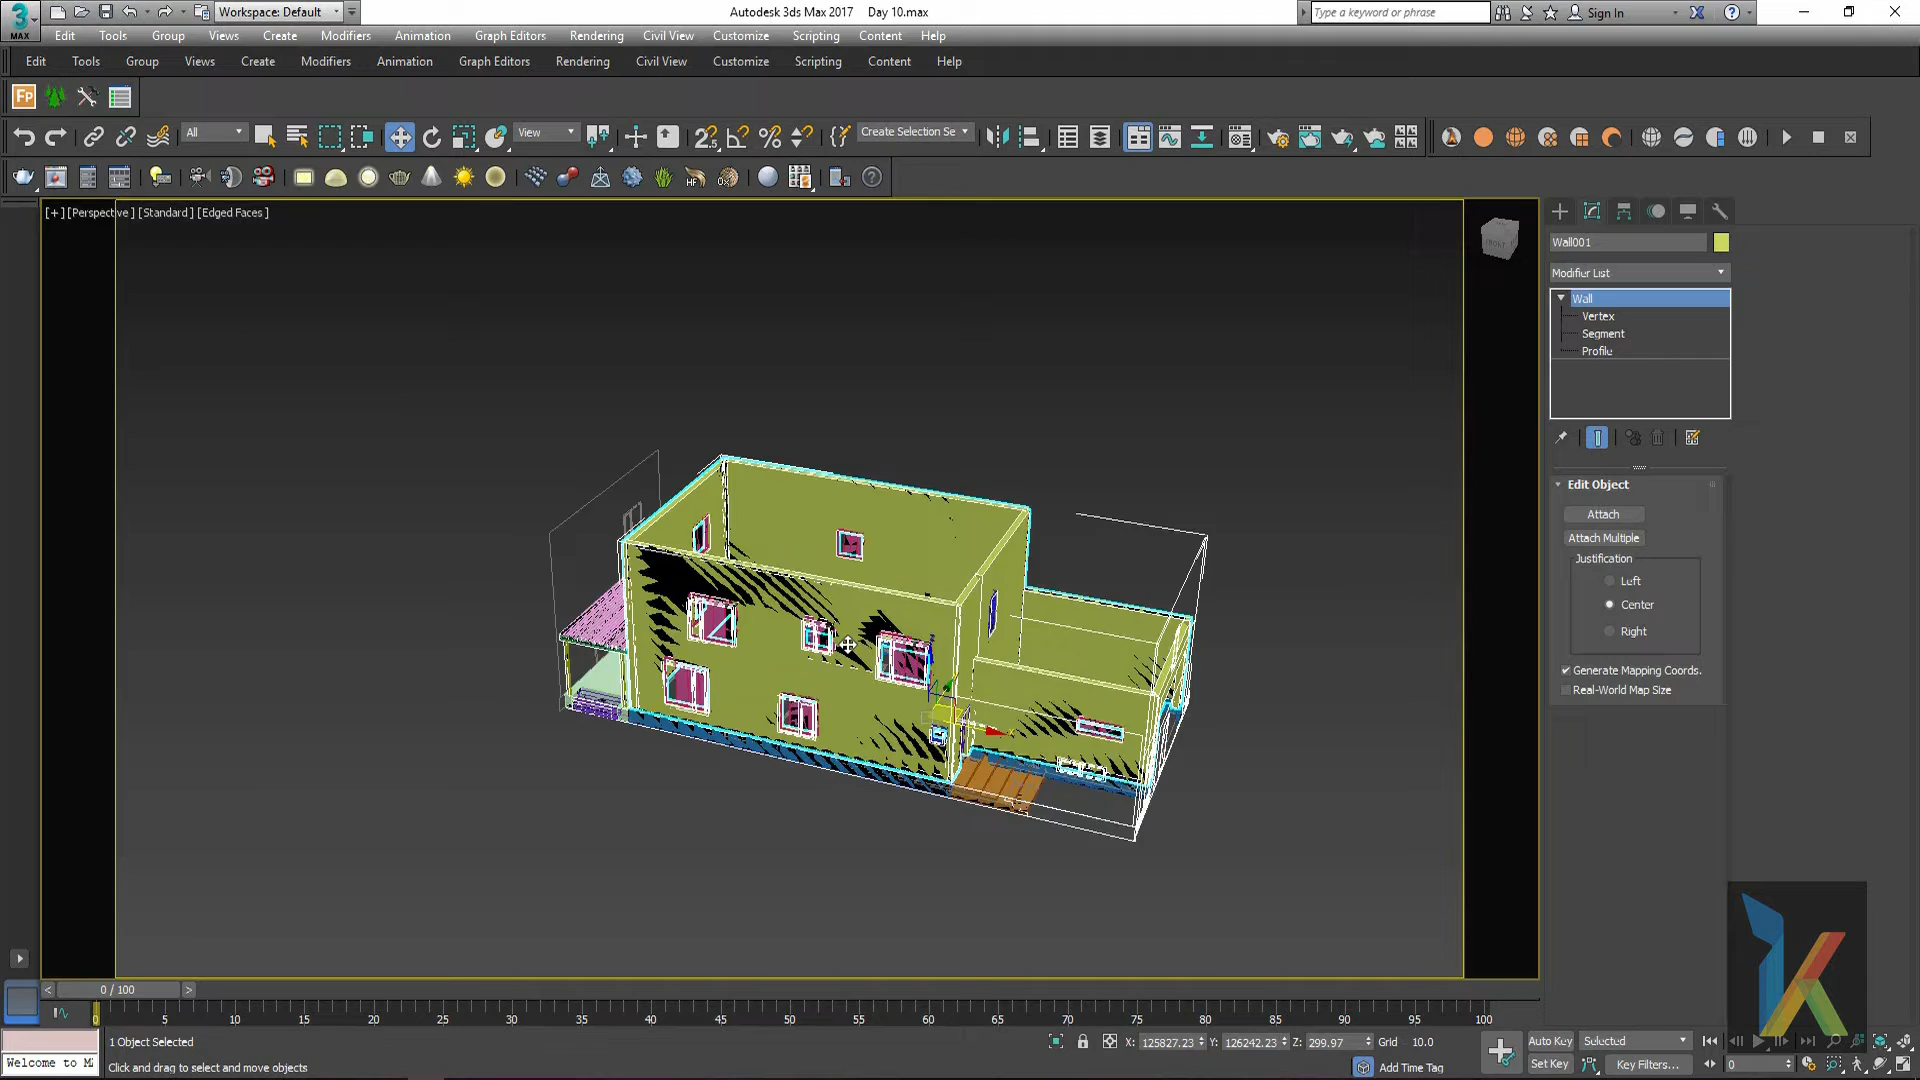 Workspace: Default
Autodesk 3ds Max 2017 Day 10.max
Type a keyword or phrase
Sign In
3
MAX
Edit Tools Group Views Create Modifiers Animation Graph Editors Rendering Civil View Customize Scripting Content Help
Edit Tools Group Views Create Modifiers Animation Graph Editors Rendering Civil View Customize Scripting Content Help
Fp
All
View
Create Selection Se
HF
[+] [Perspective ] [Standard ] [Edged Faces ]
FRONT
Wall001
Modifier List
Wall
Vertex
Segment
Profile
Edit Object
Attach
Attach Multiple
Justification
Left
Center
Right
Generate Mapping Coords.
Real-World Map Size
x
0 / 100
0 5 10 15 20 25 30 35 40 45 50 55 60 65 70 75 80 85 90 95 100
1 Object Selected
X: 125827.23 Y: 126242.23 Z: 299.97 Grid 10.0
Auto Key Selected
Welcome to M
Click and drag to select and move objects
Add Time Tag
Set Key Key Filters...
0